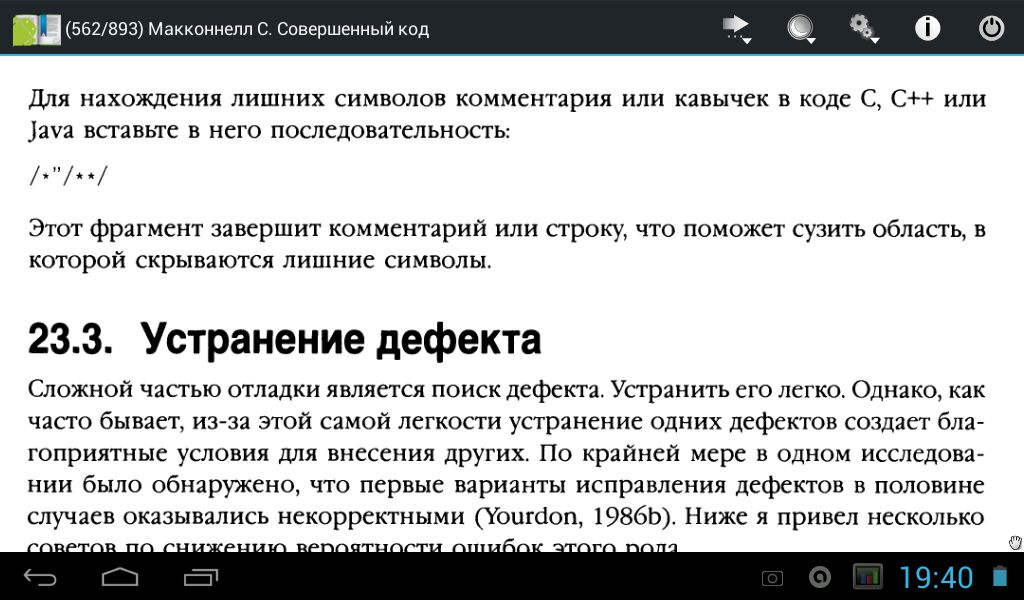 (562/893) Макконнелл С. Совершенный код
Для нахождения лишних символов комментария или кавычек в коде C, C++ или
Java вставьте в него последовательность:
/*”/**/
Этот фрагмент завершит комментарий или строку, что поможет сузить область, в
которой скрываются лишние символы.
23.3. Устранение дефекта
Сложной частью отладки является поиск дефекта. Устранить его легко. Однако, как
часто бывает, из-за этой самой легкости устранение одних дефектов создает бла-
гоприятные условия для внесения других. По крайней мере в одном исследова-
нии было обнаружено, что первые варианты исправления дефектов в половине
случаев оказывались некорректными (Yourdon, 1986b). Ниже я привел несколько
советов по снижению вероятности ошибок этого рода.
19:40